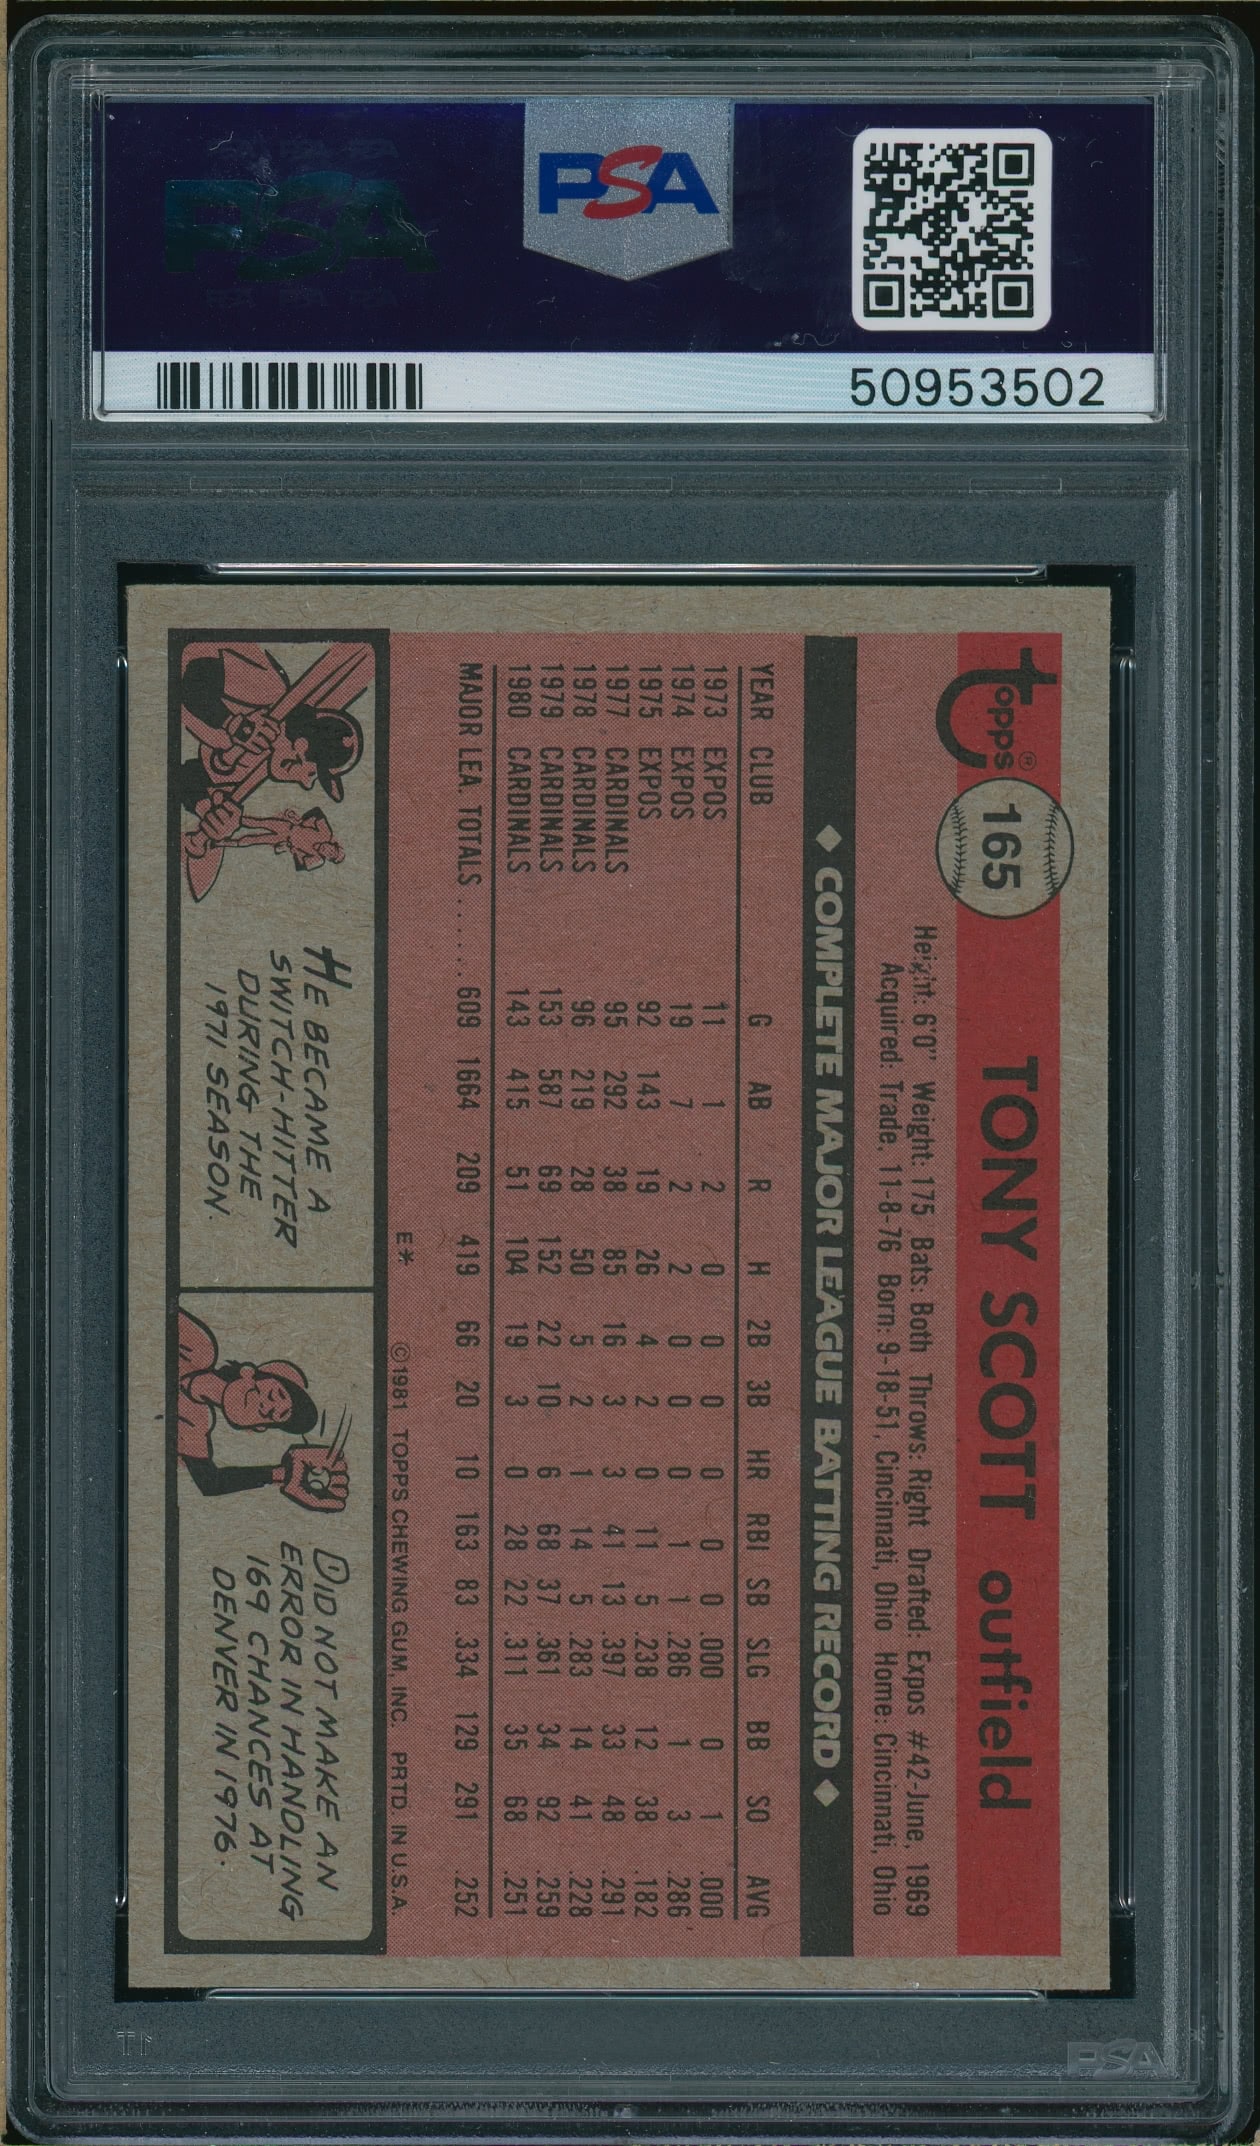 PSA
PSA
50953502
topps®
165
TONY SCOTT outfield
Height: 6'0" Weight: 175 Bats: Both Throws: Right Drafted: Expos #42-June, 1969
Acquired: Trade, 11-8-76 Born: 9-18-51, Cincinnati, Ohio Home: Cincinnati, Ohio
◆ COMPLETE MAJOR LEAGUE BATTING RECORD ◆
YEAR CLUB G AB R H 2B 3B HR RBI SB SLG BB SO AVG
1973 EXPOS 11 1 2 0 0 0 0 0 0 .000 0 1 .000
1974 EXPOS 19 7 2 2 0 0 0 1 1 .286 1 3 .286
1975 EXPOS 92 143 19 26 4 2 0 11 5 .238 12 38 .182
1977 CARDINALS 95 292 38 85 16 3 3 41 13 .397 33 48 .291
1978 CARDINALS 96 219 28 50 5 2 1 14 5 .283 14 41 .228
1979 CARDINALS 153 587 69 152 22 10 6 68 37 .361 34 92 .259
1980 CARDINALS 143 415 51 104 19 3 0 28 22 .311 35 68 .251
MAJOR LEA. TOTALS ...... 609 1664 209 419 66 20 10 163 83 .334 129 291 .252
E* ©1981 TOPPS CHEWING GUM, INC. PRTD. IN U.S.A.
HE BECAME A
SWITCH-HITTER
DURING THE
1971 SEASON.
DID NOT MAKE AN
ERROR IN HANDLING
169 CHANCES AT
DENVER IN 1976.
PSA